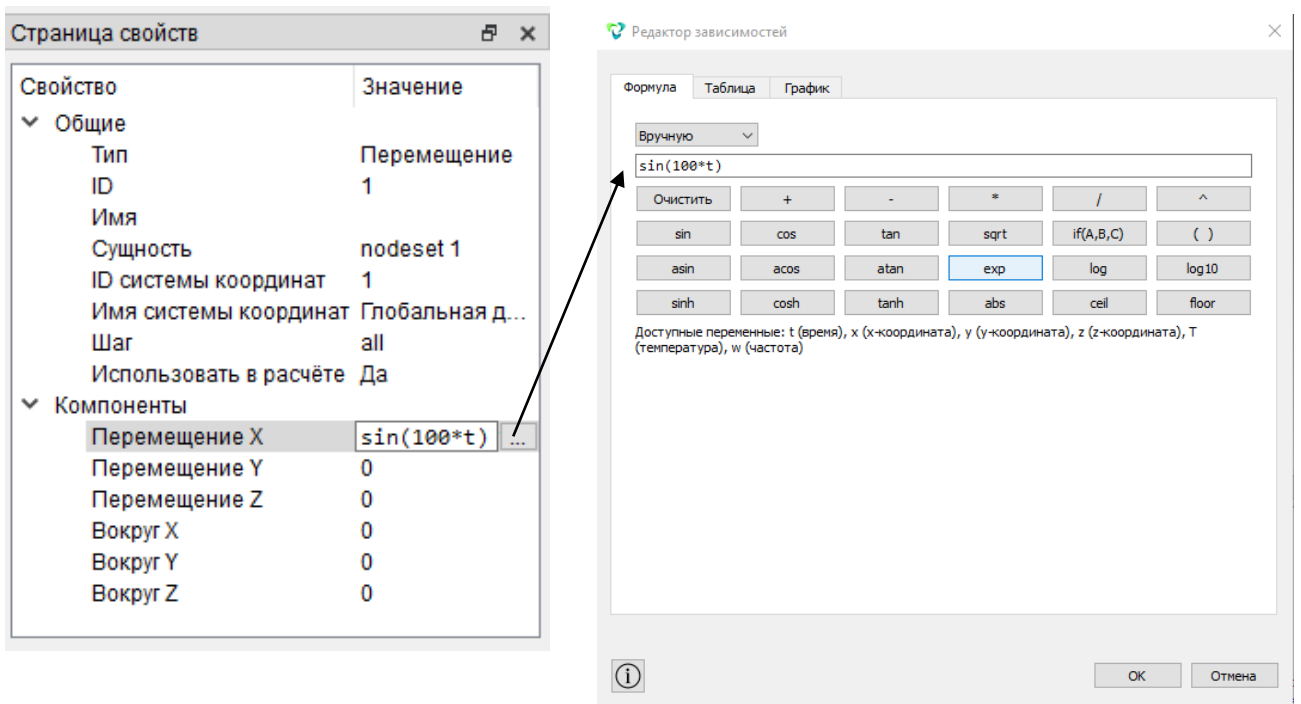 Страница свойств
Свойство Значение
Общие
Тип Перемещение
ID 1
Имя
Сущность nodeset 1
ID системы координат 1
Имя системы координат Глобальная д...
Шаг all
Использовать в расчёте Да
Компоненты
Перемещение X sin(100*t) ...
Перемещение Y 0
Перемещение Z 0
Вокруг X 0
Вокруг Y 0
Вокруг Z 0
Редактор зависимостей
Формула Таблица График
Вручную
sin(100*t)
Очистить + - * / ^
sin cos tan sqrt if(A,B,C) ( )
asin acos atan exp log log10
sinh cosh tanh abs ceil floor
Доступные переменные: t (время), x (x-координата), y (y-координата), z (z-координата), T
(температура), w (частота)
OK Отмена